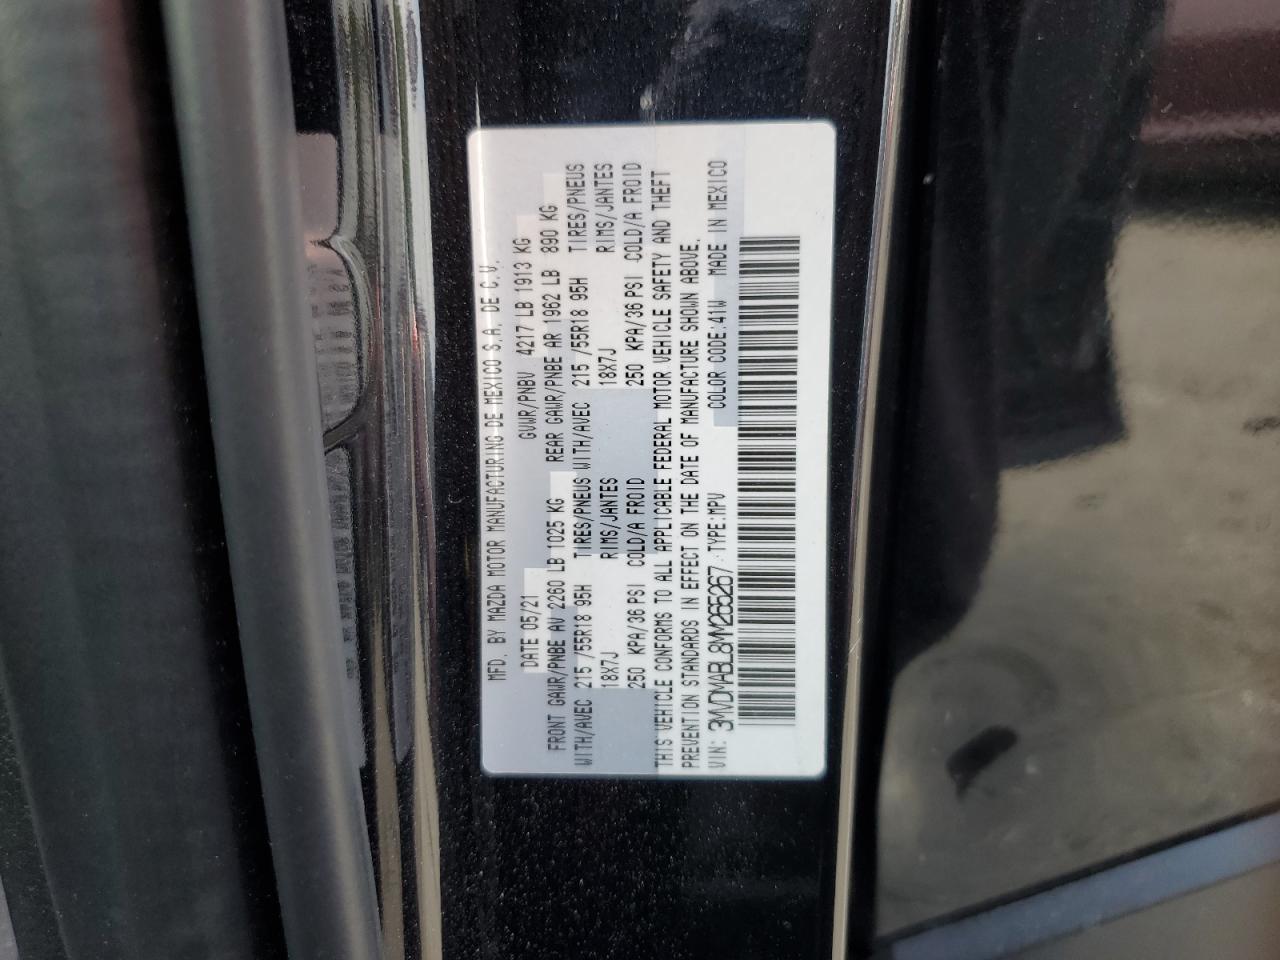 MFD. BY MAZDA MOTOR MANUFACTURING DE MEXICO S.A. DE C.V.
DATE 05/21 GVWR/PNBV 4217 LB 1913 KG
FRONT GAWR/PNBE AV 2260 LB 1025 KG REAR GAWR/PNBE AR 1962 LB 890 KG
WITH/AVEC 215 /55R18 95H TIRES/PNEUS WITH/AVEC 215 /55R18 95H TIRES/PNEUS
18X7J RIMS/JANTES 18X7J RIMS/JANTES
250 KPA/36 PSI COLD/A FROID 250 KPA/36 PSI COLD/A FROID
THIS VEHICLE CONFORMS TO ALL APPLICABLE FEDERAL MOTOR VEHICLE SAFETY AND THEFT
PREVENTION STANDARDS IN EFFECT ON THE DATE OF MANUFACTURE SHOWN ABOVE.
VIN: 3MVDMABL8MM255267 TYPE:MPV COLOR CODE:41W MADE IN MEXICO